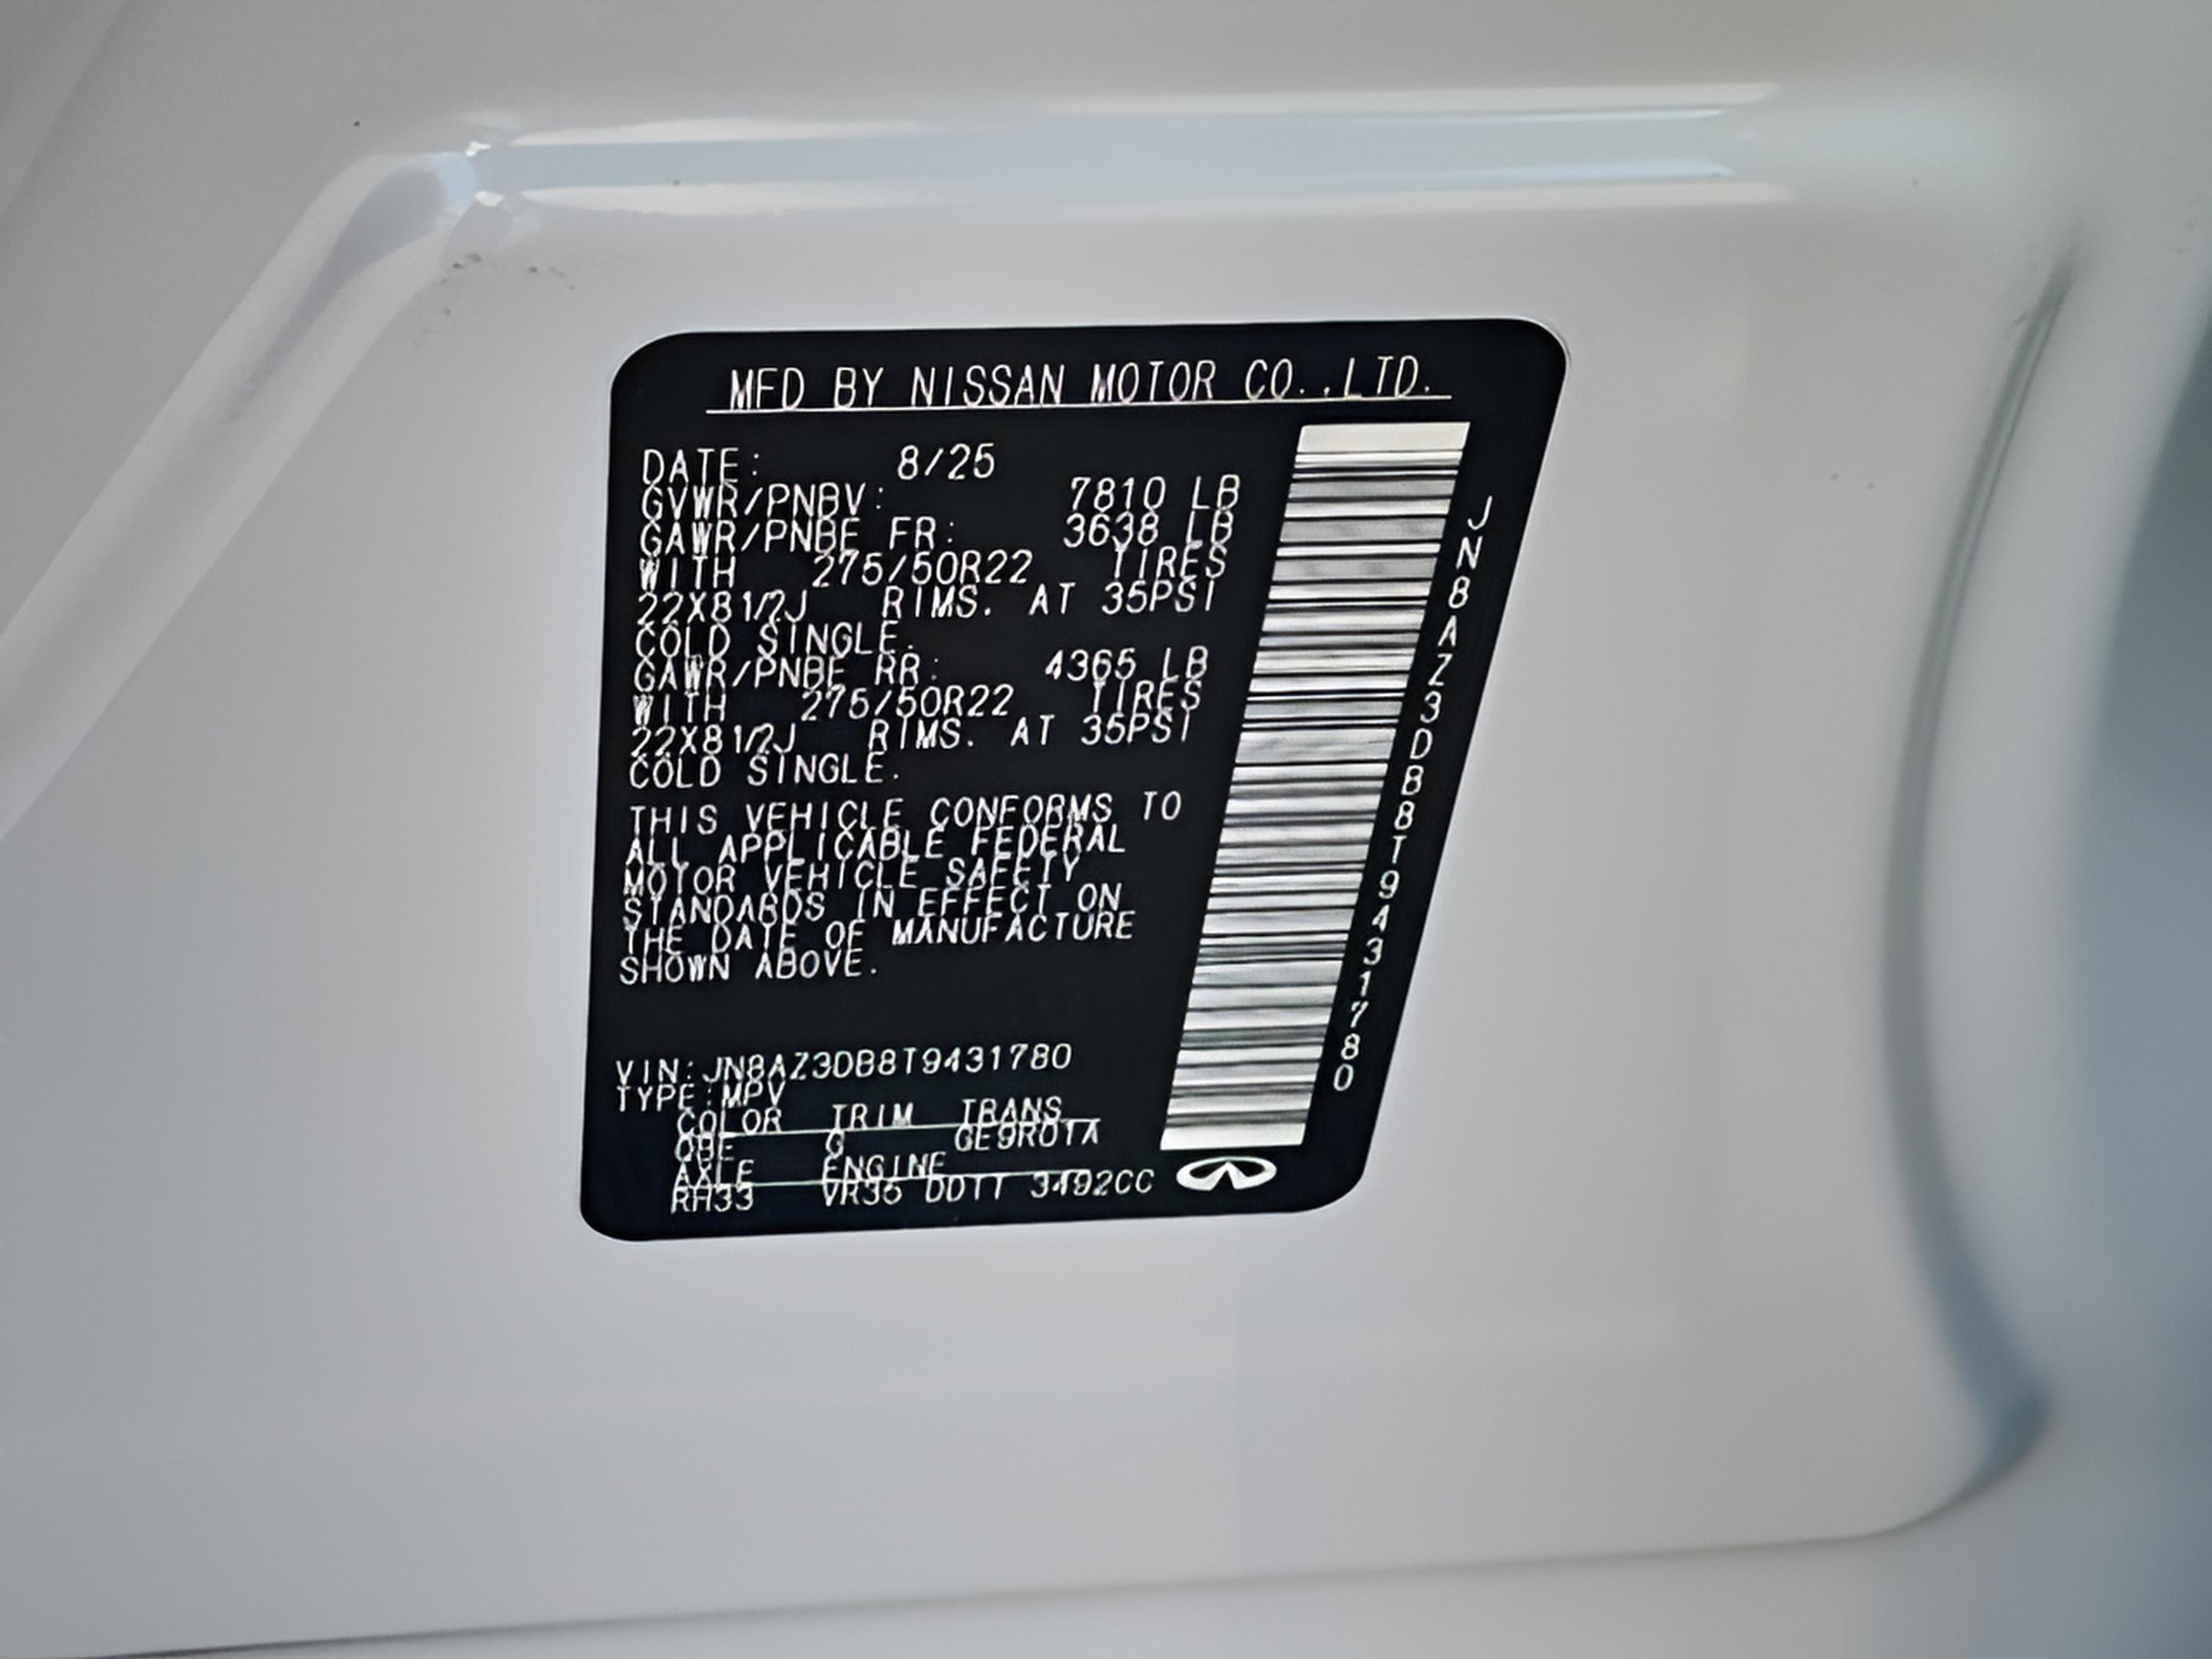 MFD BY NISSAN MOTOR CO.,LTD.
DATE: 8/25
GVWR/PNBV: 7810 LB
GAWR/PNBE FR: 3638 LB
WITH 275/50R22 TIRES
22X81/2J RIMS. AT 35PSI
COLD SINGLE.
GAWR/PNBE RR: 4365 LB
WITH 275/50R22 TIRES
22X81/2J RIMS. AT 35PSI
COLD SINGLE.
THIS VEHICLE CONFORMS TO
ALL APPLICABLE FEDERAL
MOTOR VEHICLE SAFETY
STANDARDS IN EFFECT ON
THE DATE OF MANUFACTURE
SHOWN ABOVE.
VIN:JN8AZ3DB8T9431780
TYPE:MPV
COLOR TRIM TRANS
QBE G GE9R01A
AXLE ENGINE
RH33 VR35 DDTT 3492CC
JN8AZ3DB8T9431780